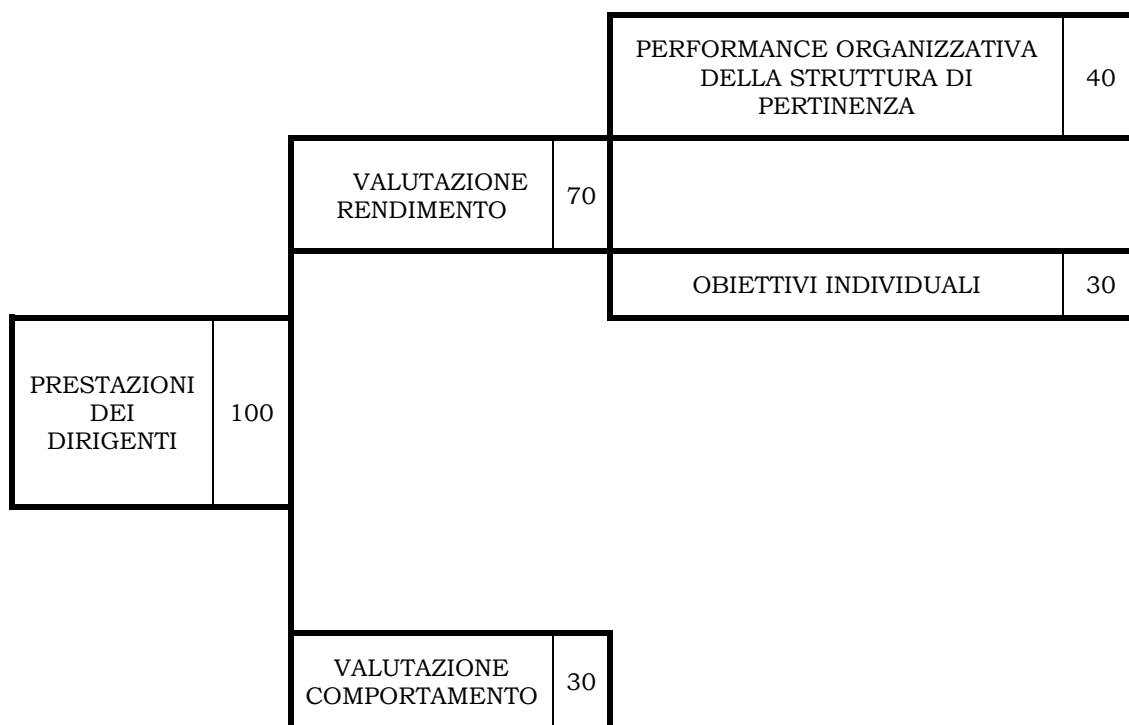 PERFORMANCE ORGANIZZATIVA
DELLA STRUTTURA DI
PERTINENZA
40
VALUTAZIONE
RENDIMENTO
70
OBIETTIVI INDIVIDUALI
30
PRESTAZIONI
DEI
DIRIGENTI
100
VALUTAZIONE
COMPORTAMENTO
30